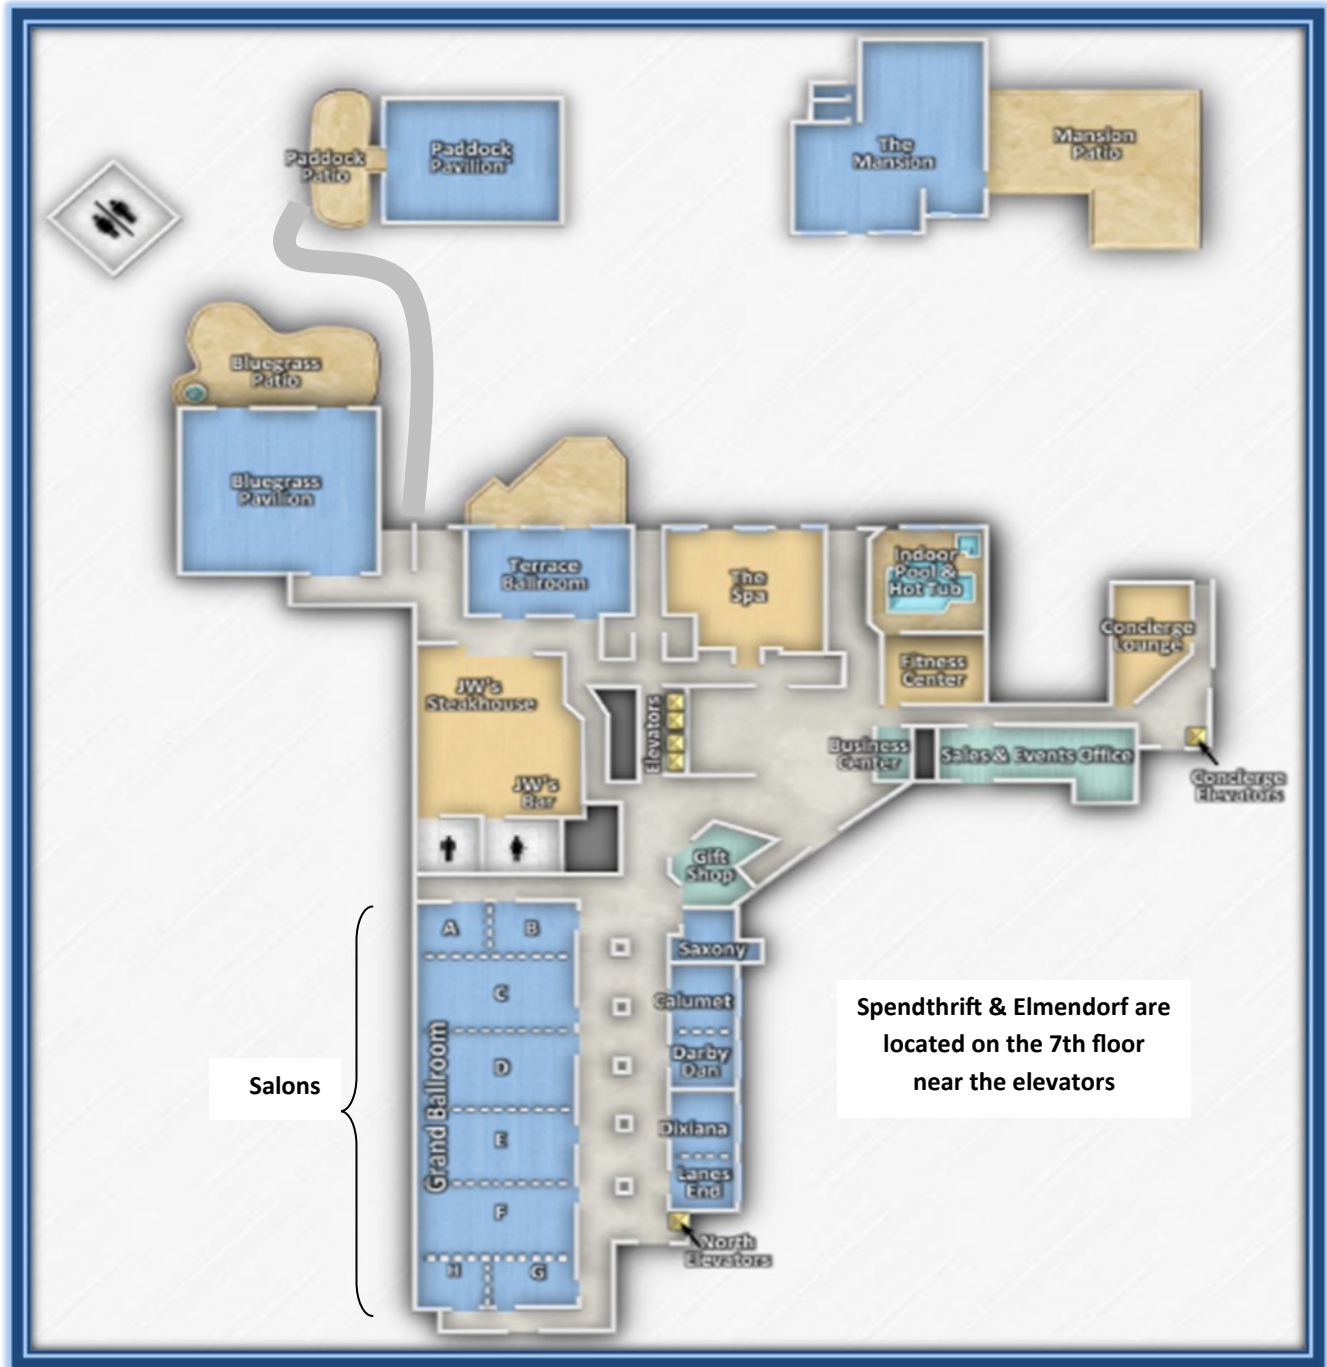 Paddock
Patio
Paddock
Pavilion
The
Mansion
Mansion
Patio
Bluegrass
Patio
Bluegrass
Pavilion
Terrace
Ballroom
The
Spa
Indoor
Pool &
Hot Tub
Fitness
Center
Concierge
Lounge
JW's
Steakhouse
JW's
Bar
Elevators
Business
Center
Sales & Events Office
Concierge
Elevators
Gift
Shop
Salons
Grand Ballroom
A
B
C
D
E
F
H
G
Saxony
Calumet
Darby
Dan
Dixiana
Lanes
End
North
Elevators
Spendthrift & Elmendorf are
located on the 7th floor
near the elevators